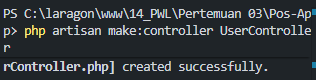 PS C:\laragon\www\14_PWL\Pertemuan 03\Pos-Ap
p> php artisan make:controller UserControlle
r
rController.php] created successfully.